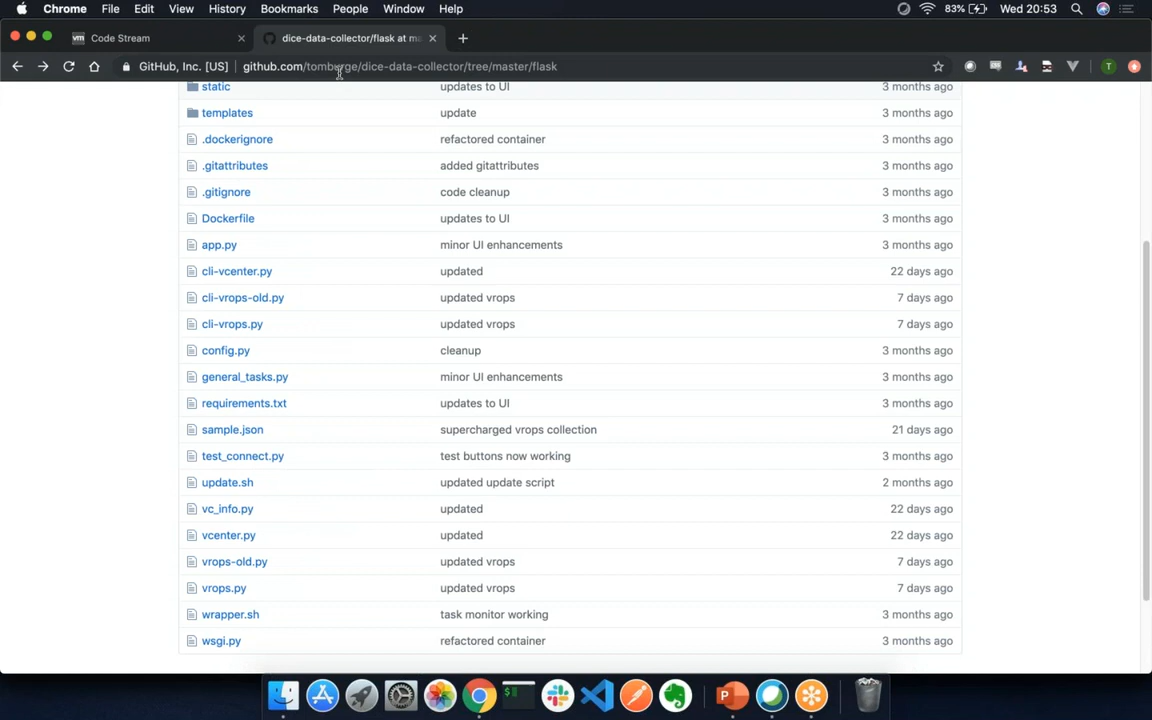 Chrome File Edit View History Bookmarks People Window Help 83% Wed 20:53
vm Code Stream × dice-data-collector/flask at m × +
GitHub, Inc. [US] | github.com/tomberge/dice-data-collector/tree/master/flask T
static updates to UI 3 months ago
templates update 3 months ago
.dockerignore refactored container 3 months ago
.gitattributes added gitattributes 3 months ago
.gitignore code cleanup 3 months ago
Dockerfile updates to UI 3 months ago
app.py minor UI enhancements 3 months ago
cli-vcenter.py updated 22 days ago
cli-vrops-old.py updated vrops 7 days ago
cli-vrops.py updated vrops 7 days ago
config.py cleanup 3 months ago
general_tasks.py minor UI enhancements 3 months ago
requirements.txt updates to UI 3 months ago
sample.json supercharged vrops collection 21 days ago
test_connect.py test buttons now working 3 months ago
update.sh updated update script 2 months ago
vc_info.py updated 22 days ago
vcenter.py updated 22 days ago
vrops-old.py updated vrops 7 days ago
vrops.py updated vrops 7 days ago
wrapper.sh task monitor working 3 months ago
wsgi.py refactored container 3 months ago